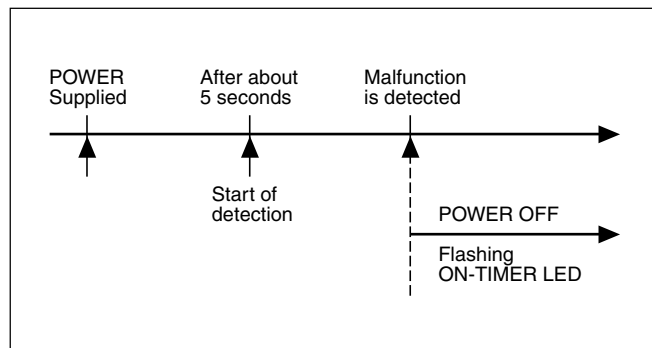 POWER
Supplied
After about
5 seconds
Malfunction
is detected
Start of
detection
POWER OFF
Flashing
ON-TIMER LED